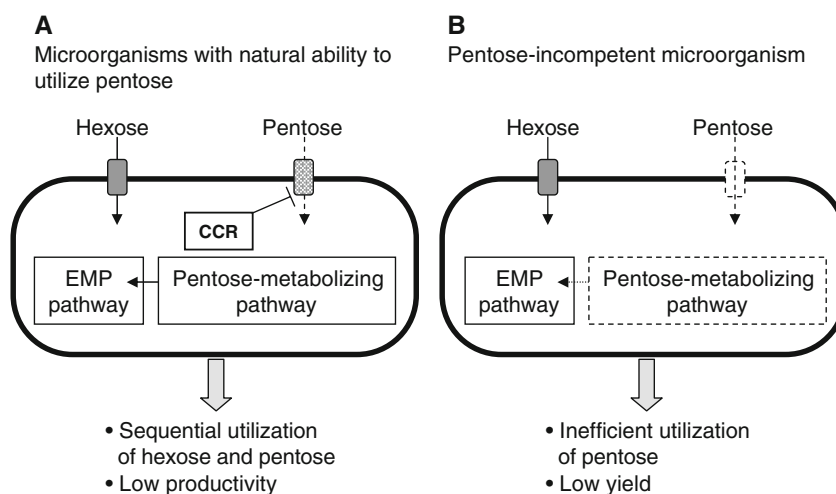 A
Microorganisms with natural ability to
utilize pentose
Hexose
Pentose
CCR
EMP
pathway
Pentose-metabolizing
pathway
• Sequential utilization
of hexose and pentose
• Low productivity
B
Pentose-incompetent microorganism
Hexose
Pentose
EMP
pathway
Pentose-metabolizing
pathway
• Inefficient utilization
of pentose
• Low yield